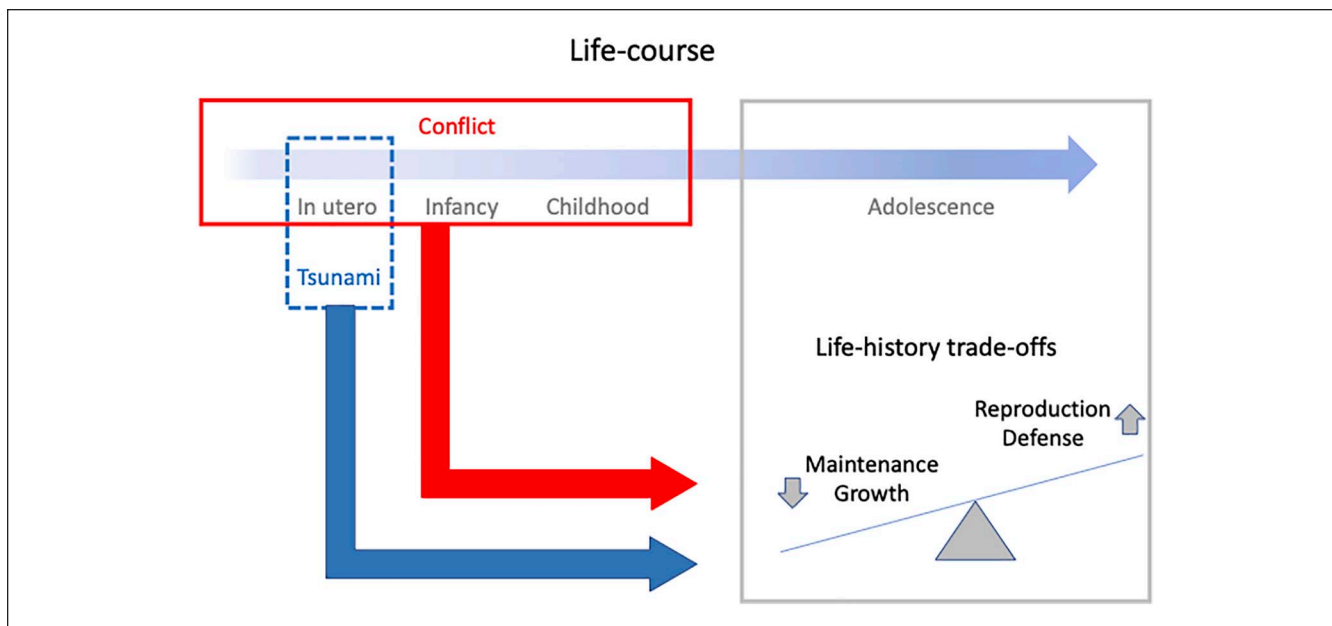 Life-course
Conflict
In utero
Infancy
Childhood
Adolescence
Tsunami
Life-history trade-offs
Reproduction
Defense
Maintenance
Growth